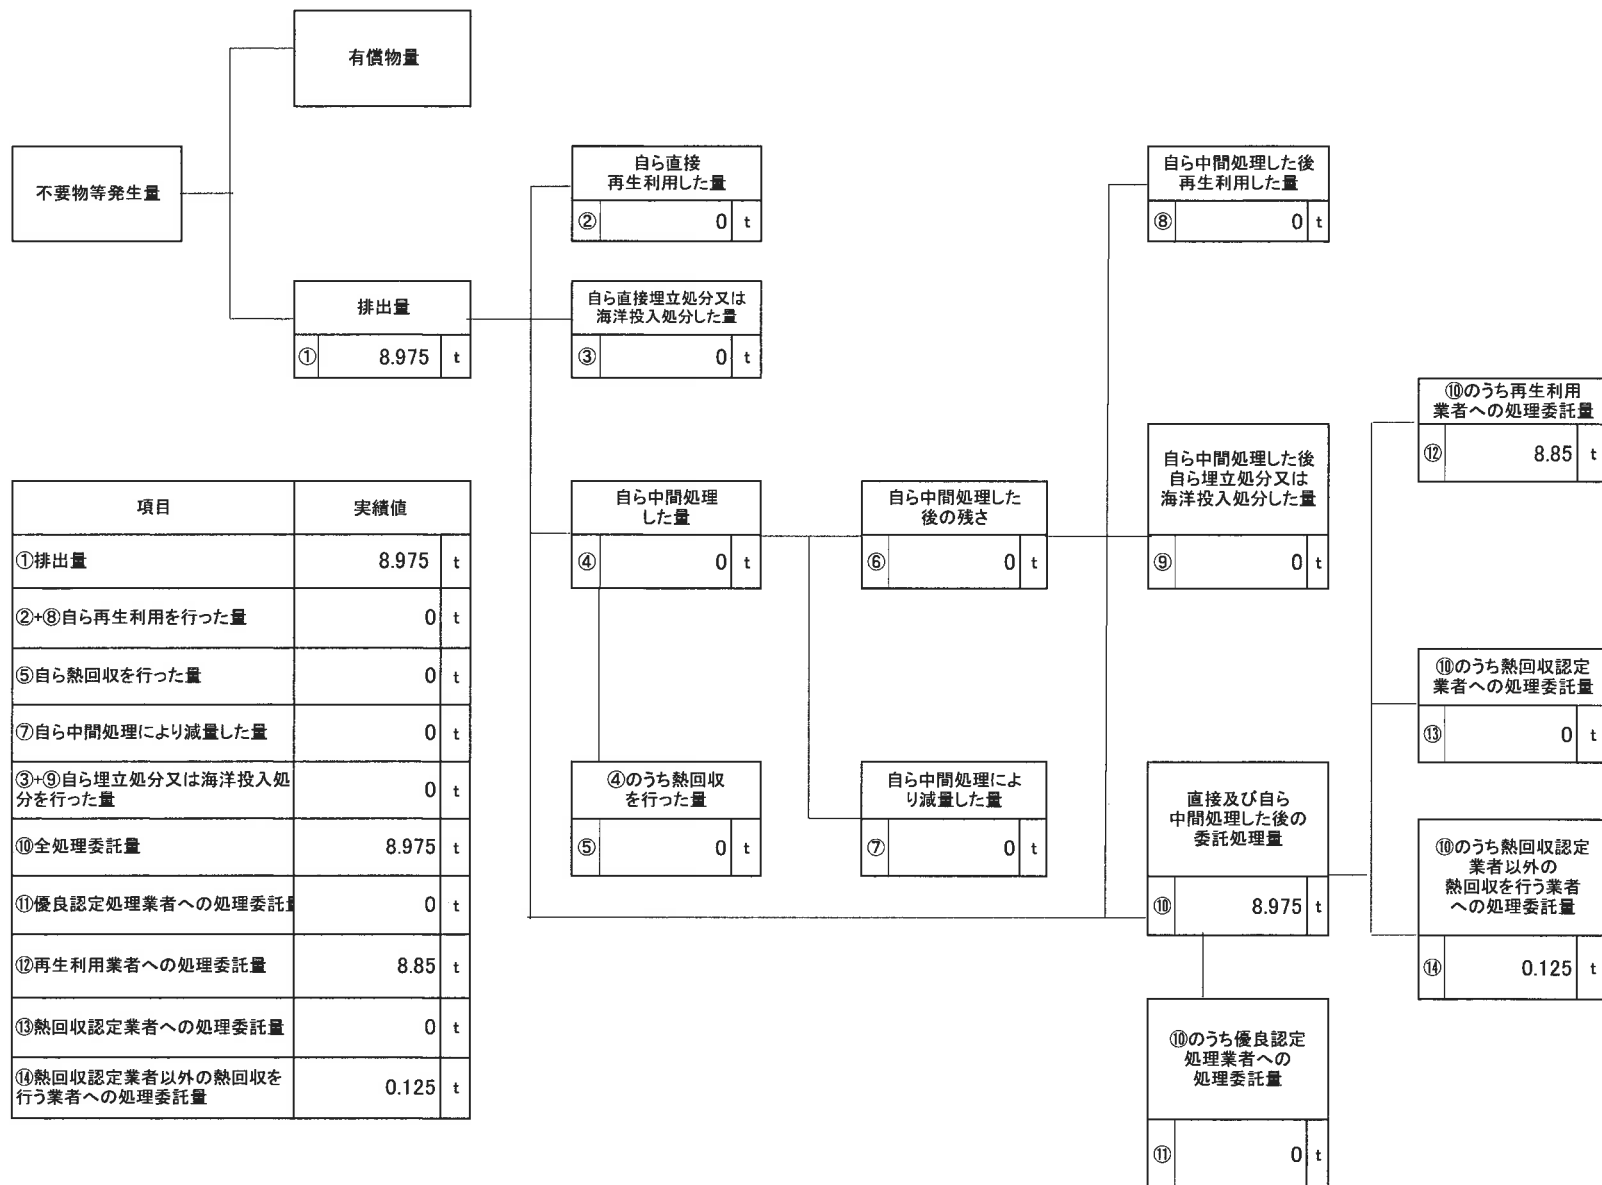 有償物量
不要物等発生量
排出量
① 8.975 t
自ら直接
再生利用した量
② 0 t
自ら直接埋立処分又は
海洋投入処分した量
③ 0 t
自ら中間処理
した量
④ 0 t
④のうち熱回収
を行った量
⑤ 0 t
自ら中間処理した
後の残さ
⑥ 0 t
自ら中間処理によ
り減量した量
⑦ 0 t
自ら中間処理した後
再生利用した量
⑧ 0 t
自ら中間処理した後
自ら埋立処分又は
海洋投入処分した量
⑨ 0 t
直接及び自ら
中間処理した後の
委託処理量
⑩ 8.975 t
⑩のうち優良認定
処理業者への
処理委託量
⑪ 0 t
⑩のうち再生利用
業者への処理委託量
⑫ 8.85 t
⑩のうち熱回収認定
業者への処理委託量
⑬ 0 t
⑩のうち熱回収認定
業者以外の
熱回収を行う業者
への処理委託量
⑭ 0.125 t
項目 実績値
①排出量 8.975 t
②+⑧自ら再生利用を行った量 0 t
⑤自ら熱回収を行った量 0 t
⑦自ら中間処理により減量した量 0 t
③+⑨自ら埋立処分又は海洋投入処
分を行った量 0 t
⑩全処理委託量 8.975 t
⑪優良認定処理業者への処理委託量 0 t
⑫再生利用業者への処理委託量 8.85 t
⑬熱回収認定業者への処理委託量 0 t
⑭熱回収認定業者以外の熱回収を
行う業者への処理委託量 0.125 t